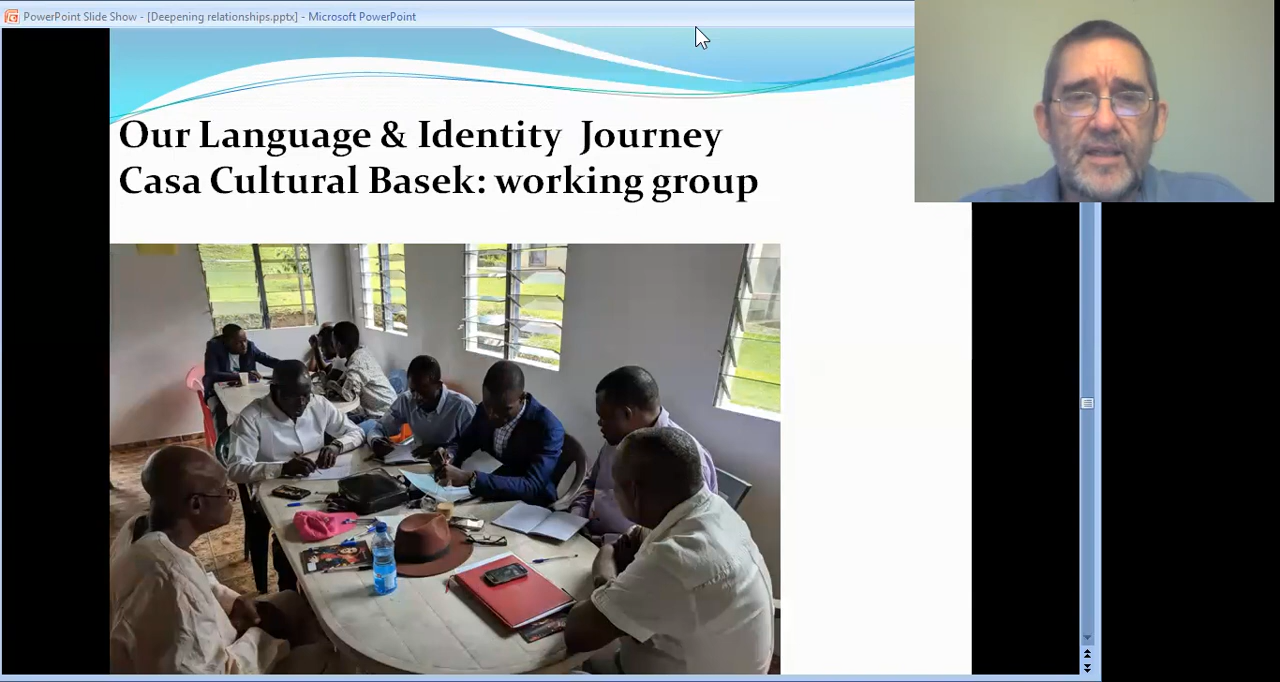 PowerPoint Slide Show - [Deepening relationships.pptx] - Microsoft PowerPoint
Our Language & Identity Journey
Casa Cultural Basek: working group